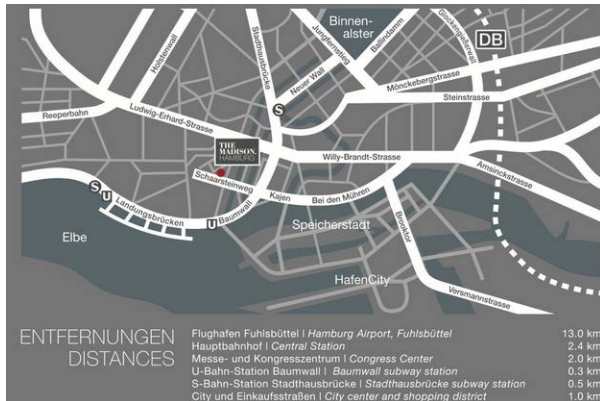 Binnen-
alster
DB
Holstenwall
Stadthausbrücke
Jungfernstieg
Neuer Wall
Ballindamm
Glockengießerwall
Mönckebergstrasse
Steinstrasse
Reeperbahn
Ludwig-Erhard-Strasse
S
THE
MADISON.
HAMBURG
Willy-Brandt-Strasse
Amsinckstrasse
Schaarsteinweg
Kajen
Bei den Mühren
S
U
Landungsbrücken
U
Baumwall
Speicherstadt
Brooktor
Elbe
HafenCity
Versmannstrasse
ENTFERNUNGEN
DISTANCES
Flughafen Fuhlsbüttel | Hamburg Airport, Fuhlsbüttel 13.0 km
Hauptbahnhof | Central Station 2.4 km
Messe- und Kongresszentrum | Congress Center 2.0 km
U-Bahn-Station Baumwall | Baumwall subway station 0.3 km
S-Bahn-Station Stadthausbrücke | Stadthausbrücke subway station 0.5 km
City und Einkaufsstraßen | City center and shopping district 1.0 km